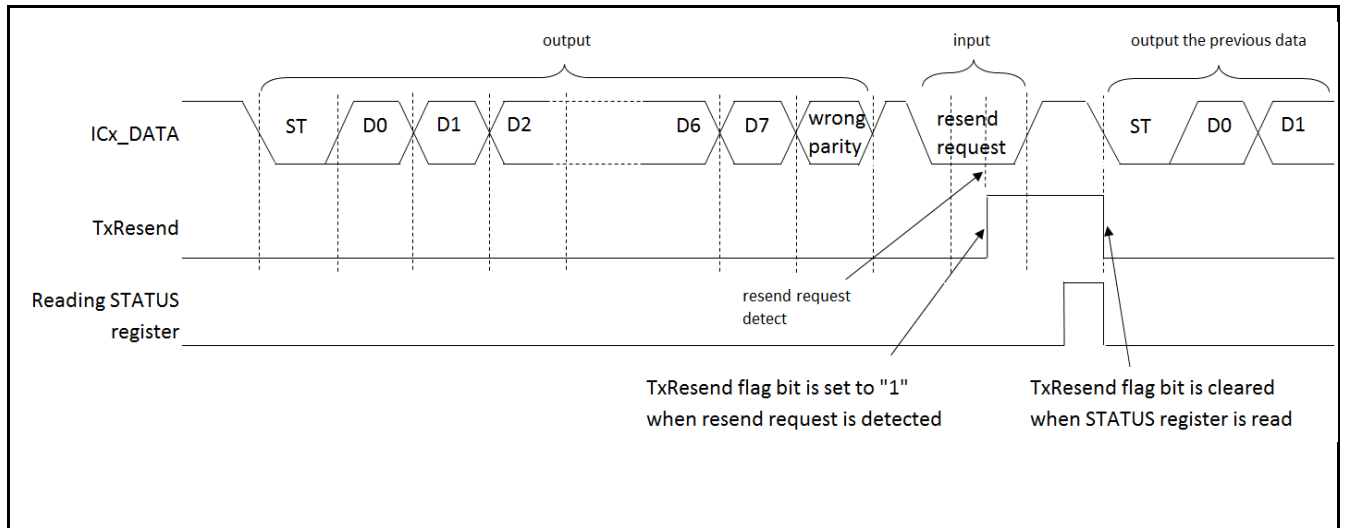 output
input
output the previous data
ICx_DATA
ST
D0
D1
D2
D6
D7
wrong
parity
resend
request
ST
D0
D1
TxResend
Reading STATUS
register
resend request
detect
TxResend flag bit is set to "1"
when resend request is detected
TxResend flag bit is cleared
when STATUS register is read